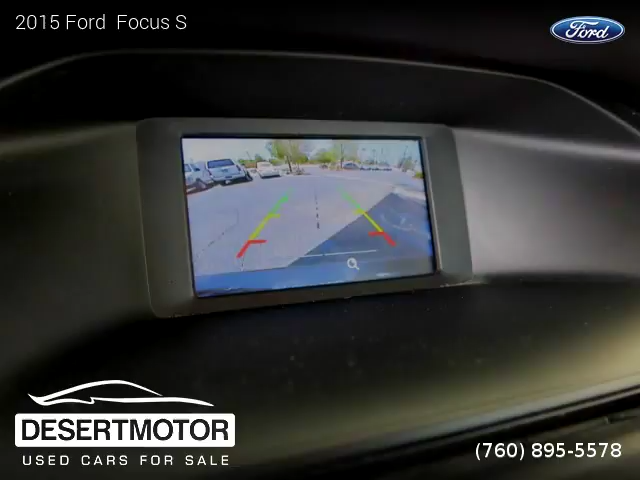 2015 Ford Focus S
Ford
DESERTMOTOR
USED CARS FOR SALE
(760) 895-5578